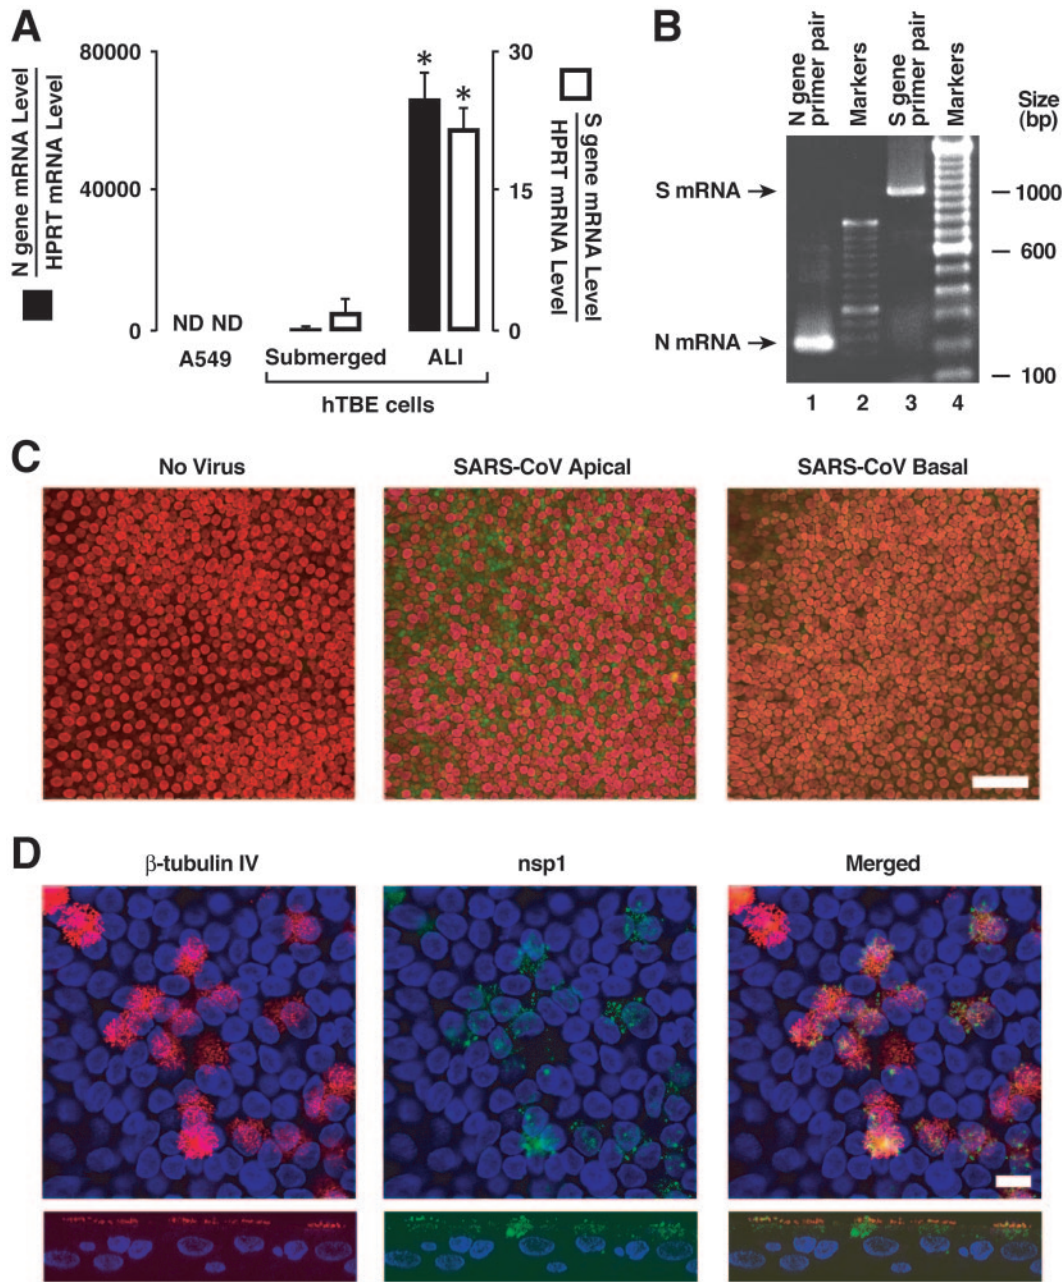 A
80000
40000
0
N gene mRNA Level
HPRT mRNA Level
30
15
0
S gene mRNA Level
HPRT mRNA Level
*
*
ND ND
A549
Submerged
ALI
hTBE cells
B
N gene
primer pair
Markers
S gene
primer pair
Markers
Size
(bp)
S mRNA
1000
600
N mRNA
100
1
2
3
4
C
No Virus
SARS-CoV Apical
SARS-CoV Basal
D
β-tubulin IV
nsp1
Merged